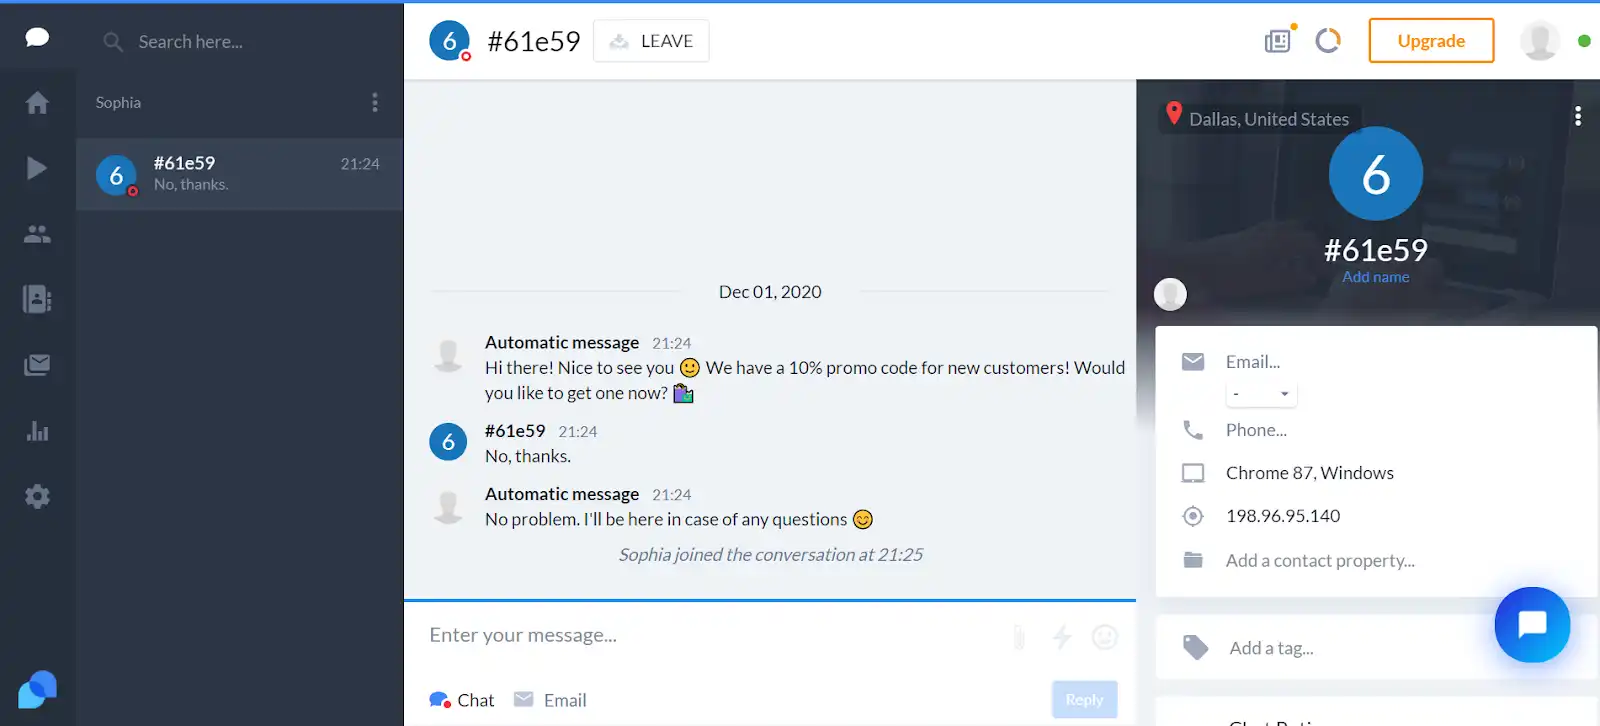 Search here...
Sophia
6
#61e59
21:24
No, thanks.
6
#61e59
LEAVE
Upgrade
Dec 01, 2020
Automatic message 21:24
Hi there! Nice to see you 🙂 We have a 10% promo code for new customers! Would
you like to get one now? 🛍️
6
#61e59 21:24
No, thanks.
Automatic message 21:24
No problem. I'll be here in case of any questions 😊
Sophia joined the conversation at 21:25
Enter your message...
Chat
Email
Reply
Dallas, United States
6
#61e59
Add name
Email...
-
Phone...
Chrome 87, Windows
198.96.95.140
Add a contact property...
Add a tag...